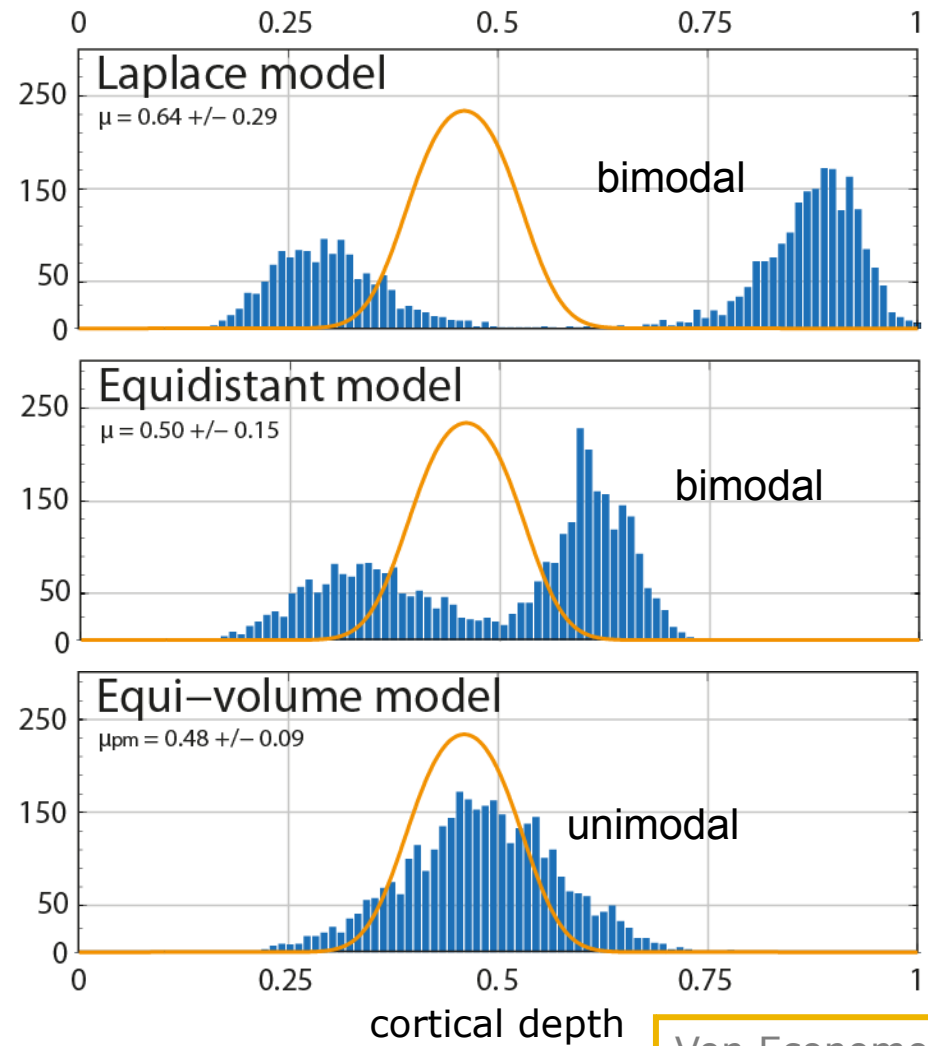 0 0.25 0.5 0.75 1
Laplace model
μ = 0.64 +/− 0.29
bimodal
250
150
50
0
Equidistant model
μ = 0.50 +/− 0.15
bimodal
250
150
50
0
Equi−volume model
μpm = 0.48 +/− 0.09
unimodal
250
150
50
0
0 0.25 0.5 0.75 1
cortical depth